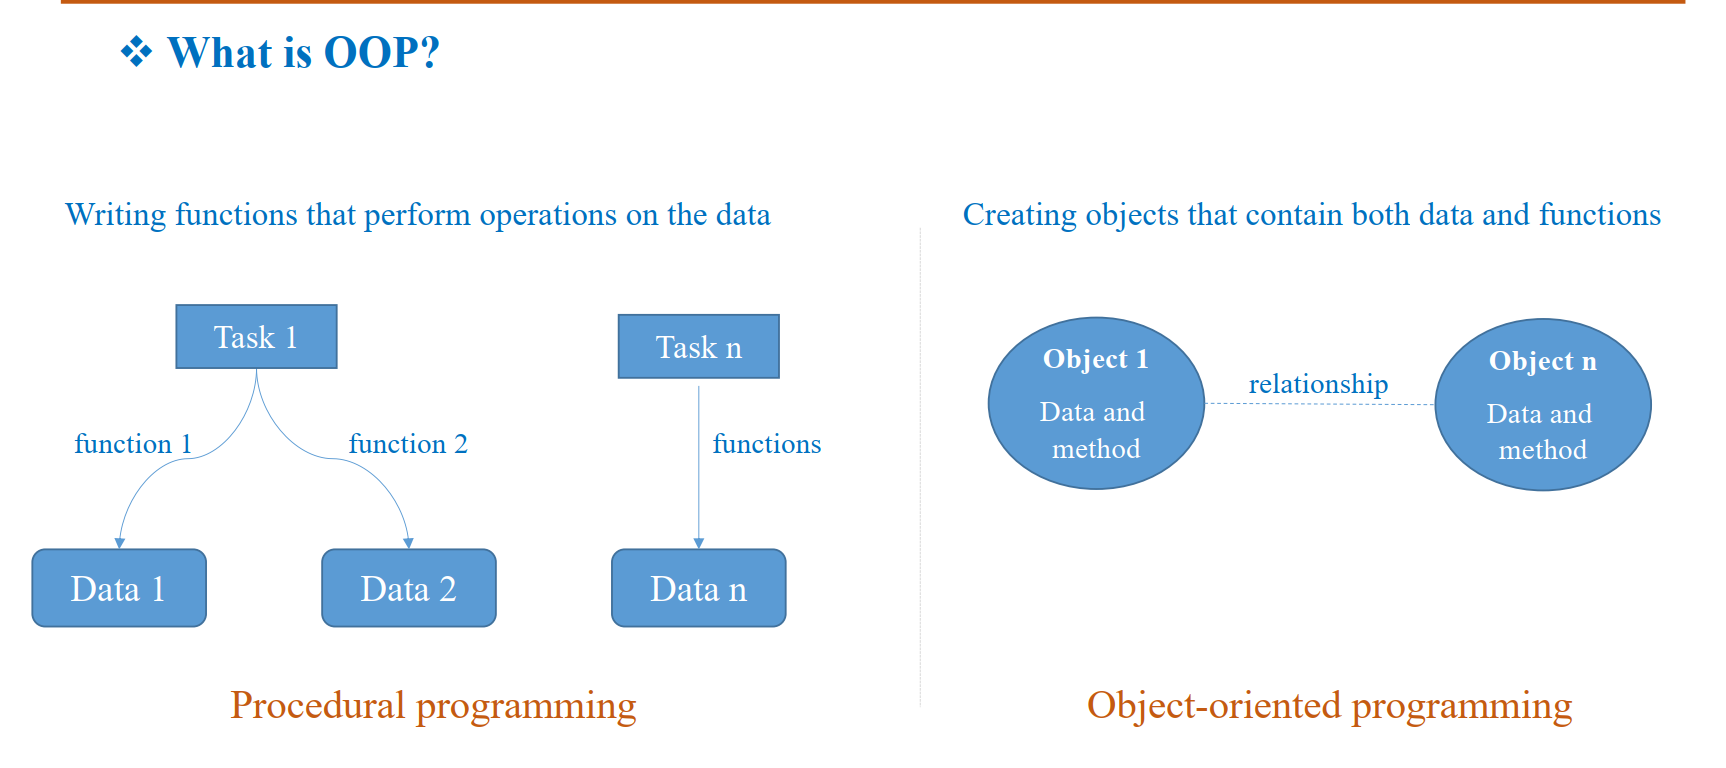 ❖ What is OOP?
Writing functions that perform operations on the data
Task 1
Task n
function 1
function 2
functions
Data 1
Data 2
Data n
Procedural programming
Creating objects that contain both data and functions
Object 1
Data and
method
relationship
Object n
Data and
method
Object-oriented programming